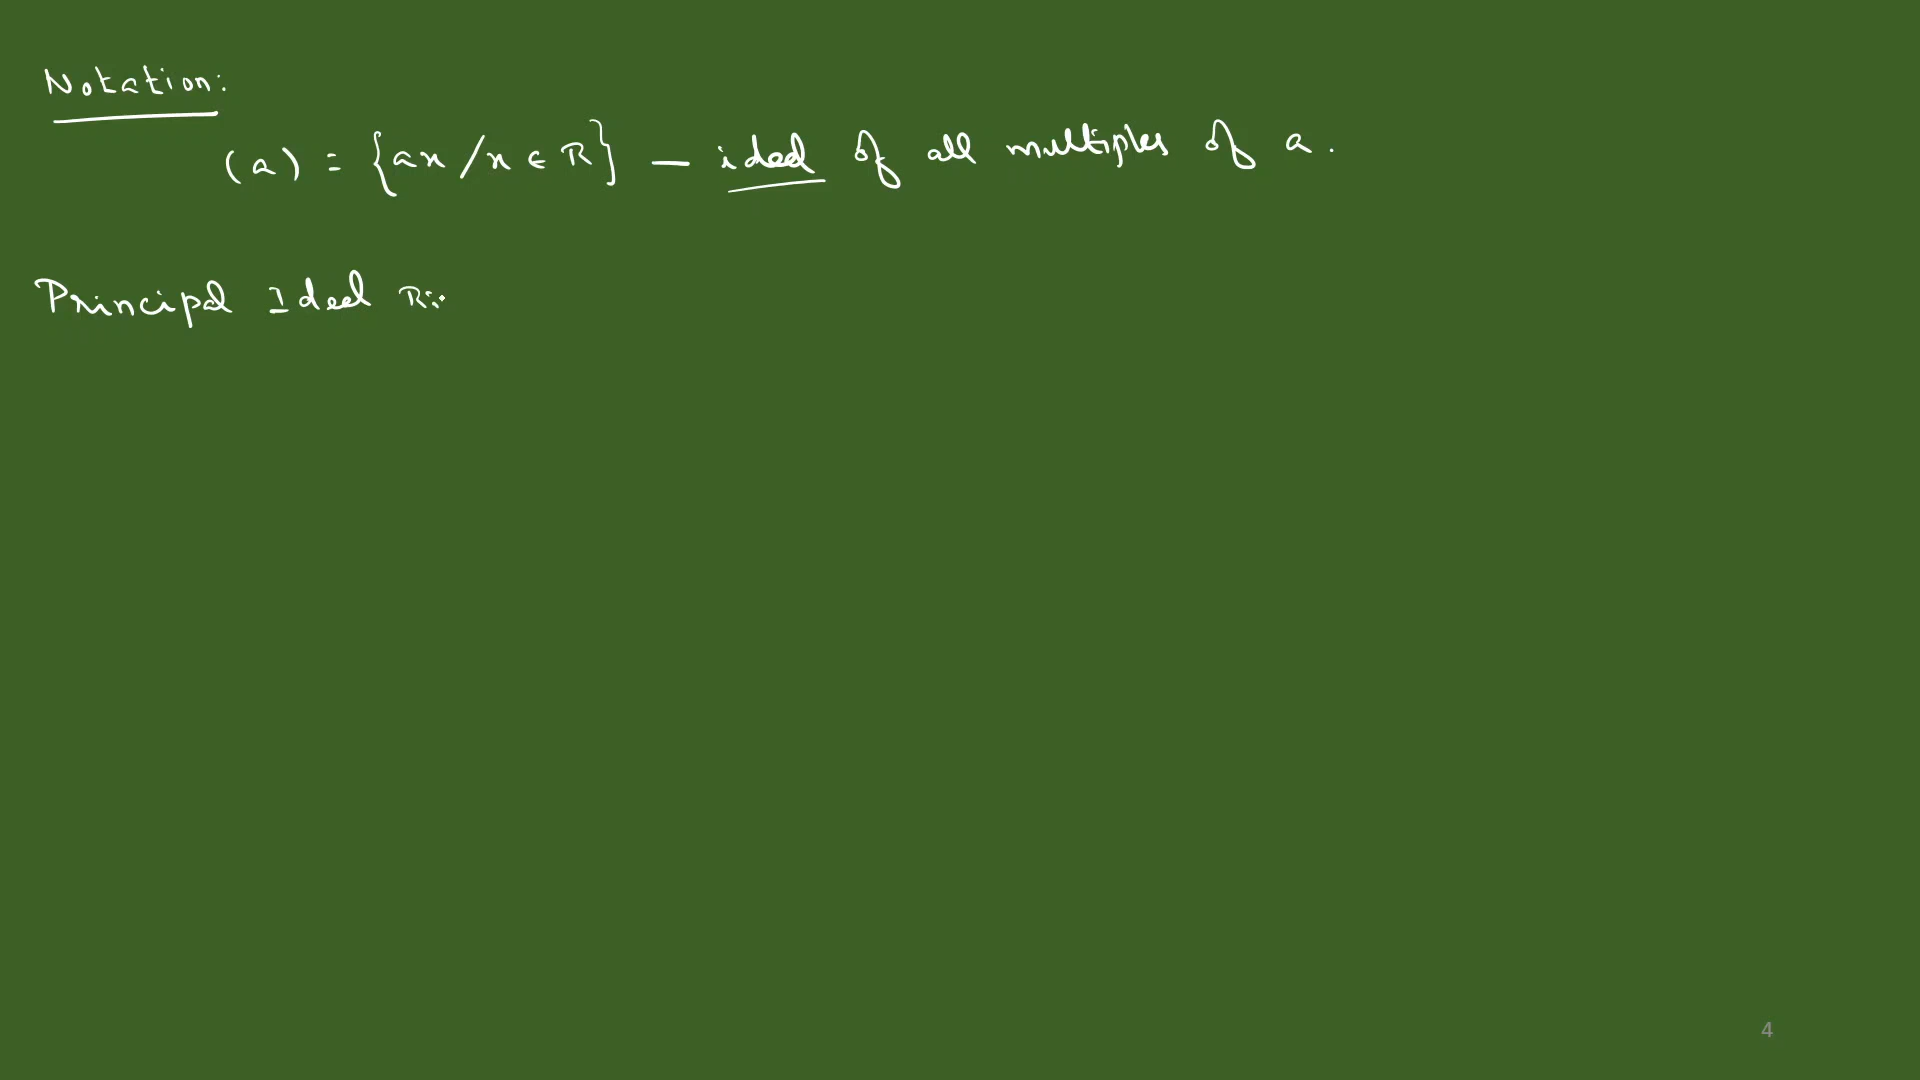 Notation:
(a) = {ax / x ∈ R} — ideal of all multiples of a.
Principal Ideal
4